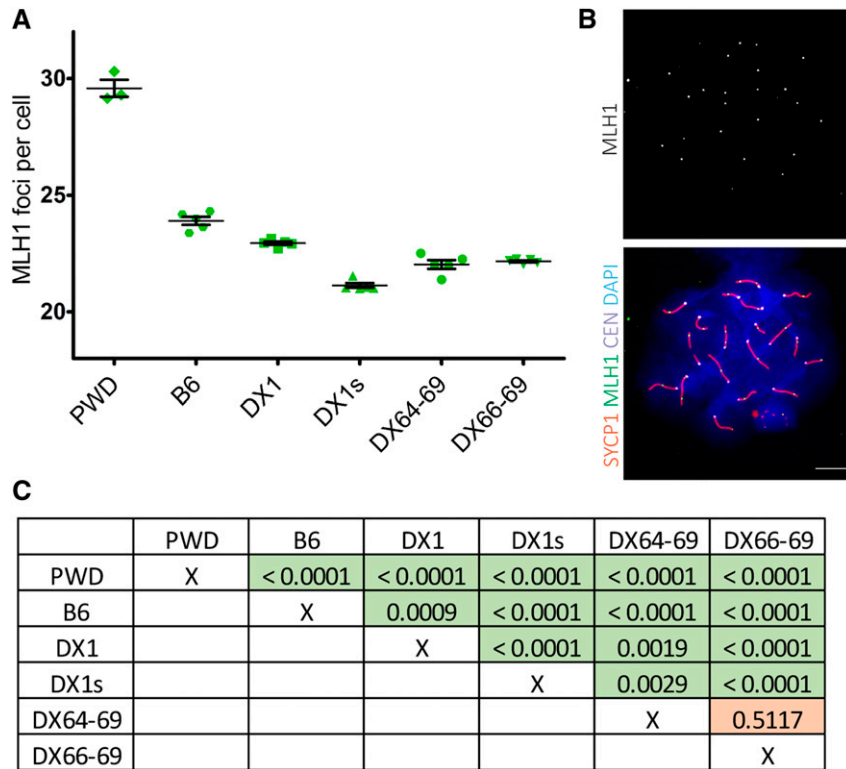 A
MLH1 foci per cell
30
25
20
PWD
B6
DX1
DX1s
DX64-69
DX66-69
B
MLH1
SYCP1 MLH1 CEN DAPI
C
PWD B6 DX1 DX1s DX64-69 DX66-69
PWD X < 0.0001 < 0.0001 < 0.0001 < 0.0001 < 0.0001
B6 X 0.0009 < 0.0001 < 0.0001 < 0.0001
DX1 X < 0.0001 0.0019 < 0.0001
DX1s X 0.0029 < 0.0001
DX64-69 X 0.5117
DX66-69 X